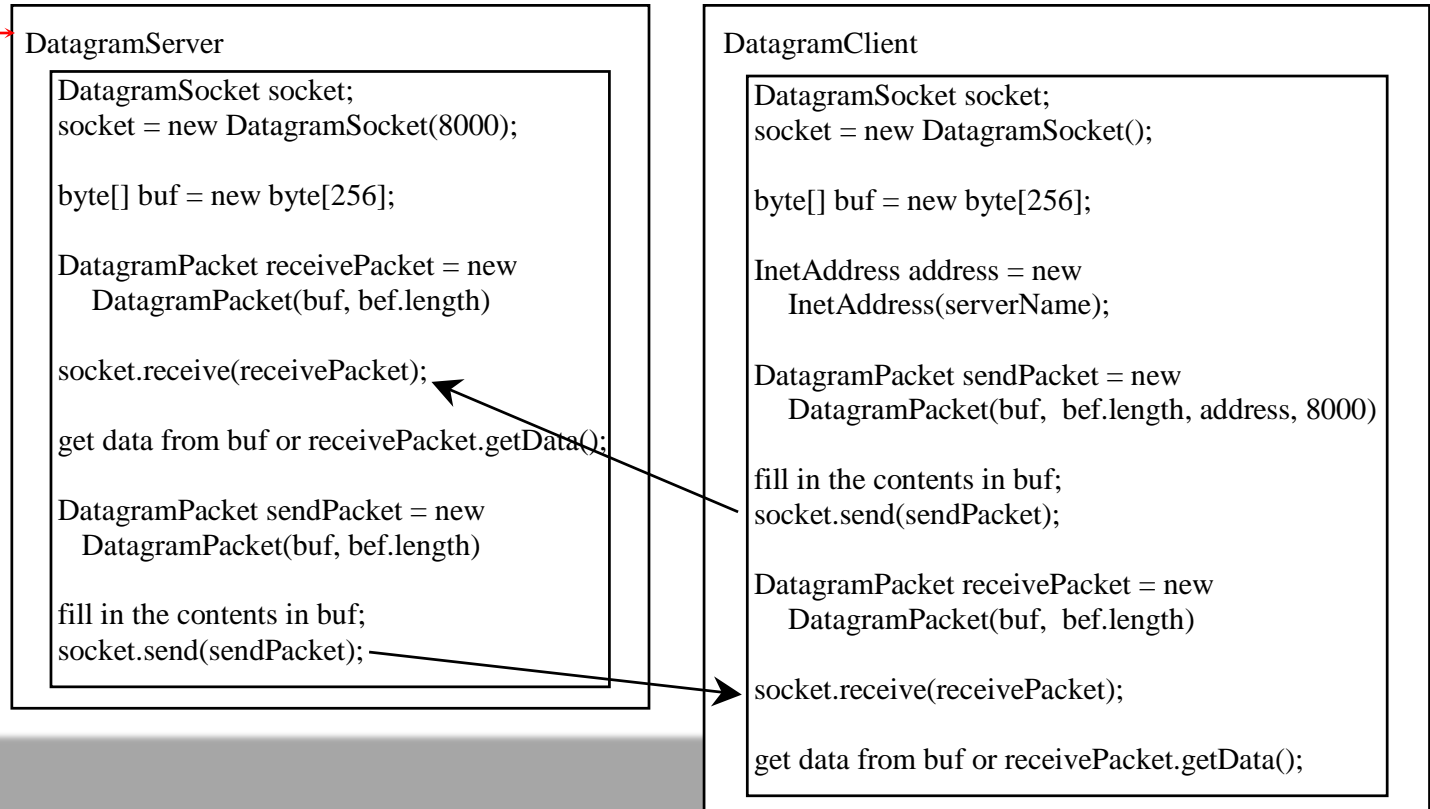 DatagramServer
DatagramSocket socket;
socket = new DatagramSocket(8000);
byte[] buf = new byte[256];
DatagramPacket receivePacket = new
DatagramPacket(buf, bef.length)
socket.receive(receivePacket);
get data from buf or receivePacket.getData();
DatagramPacket sendPacket = new
DatagramPacket(buf, bef.length)
fill in the contents in buf;
socket.send(sendPacket);
DatagramClient
DatagramSocket socket;
socket = new DatagramSocket();
byte[] buf = new byte[256];
InetAddress address = new
InetAddress(serverName);
DatagramPacket sendPacket = new
DatagramPacket(buf, bef.length, address, 8000)
fill in the contents in buf;
socket.send(sendPacket);
DatagramPacket receivePacket = new
DatagramPacket(buf, bef.length)
socket.receive(receivePacket);
get data from buf or receivePacket.getData();